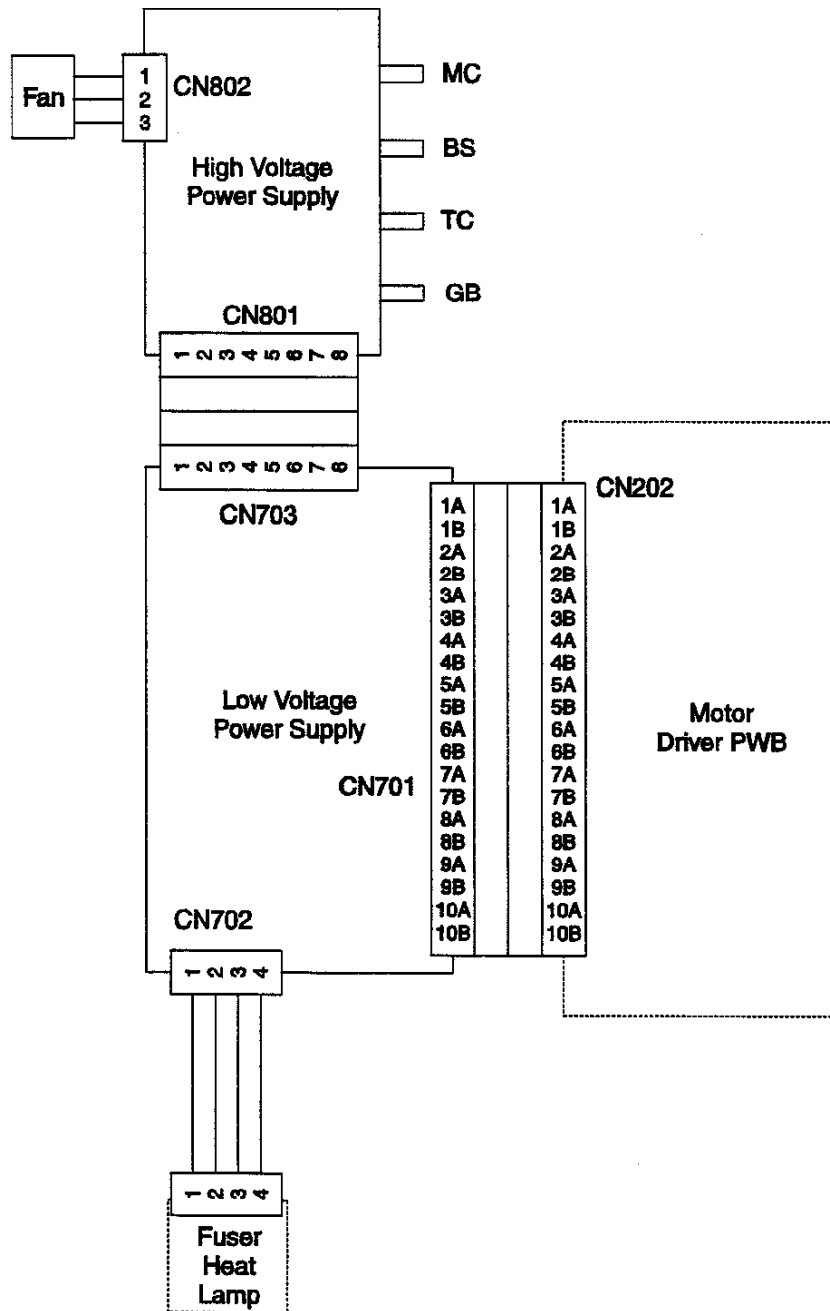 Fan
1
2
3
CN802
MC
BS
TC
GB
High Voltage
Power Supply
CN801
1 2 3 4 5 6 7 8
1 2 3 4 5 6 7 8
CN703
CN202
1A 1A
1B 1B
2A 2A
2B 2B
3A 3A
3B 3B
4A 4A
4B 4B
5A 5A
5B 5B
6A 6A
6B 6B
7A 7A
7B 7B
8A 8A
8B 8B
9A 9A
9B 9B
10A 10A
10B 10B
Low Voltage
Power Supply
CN701
Motor
Driver PWB
CN702
1 2 3 4
1 2 3 4
Fuser
Heat
Lamp